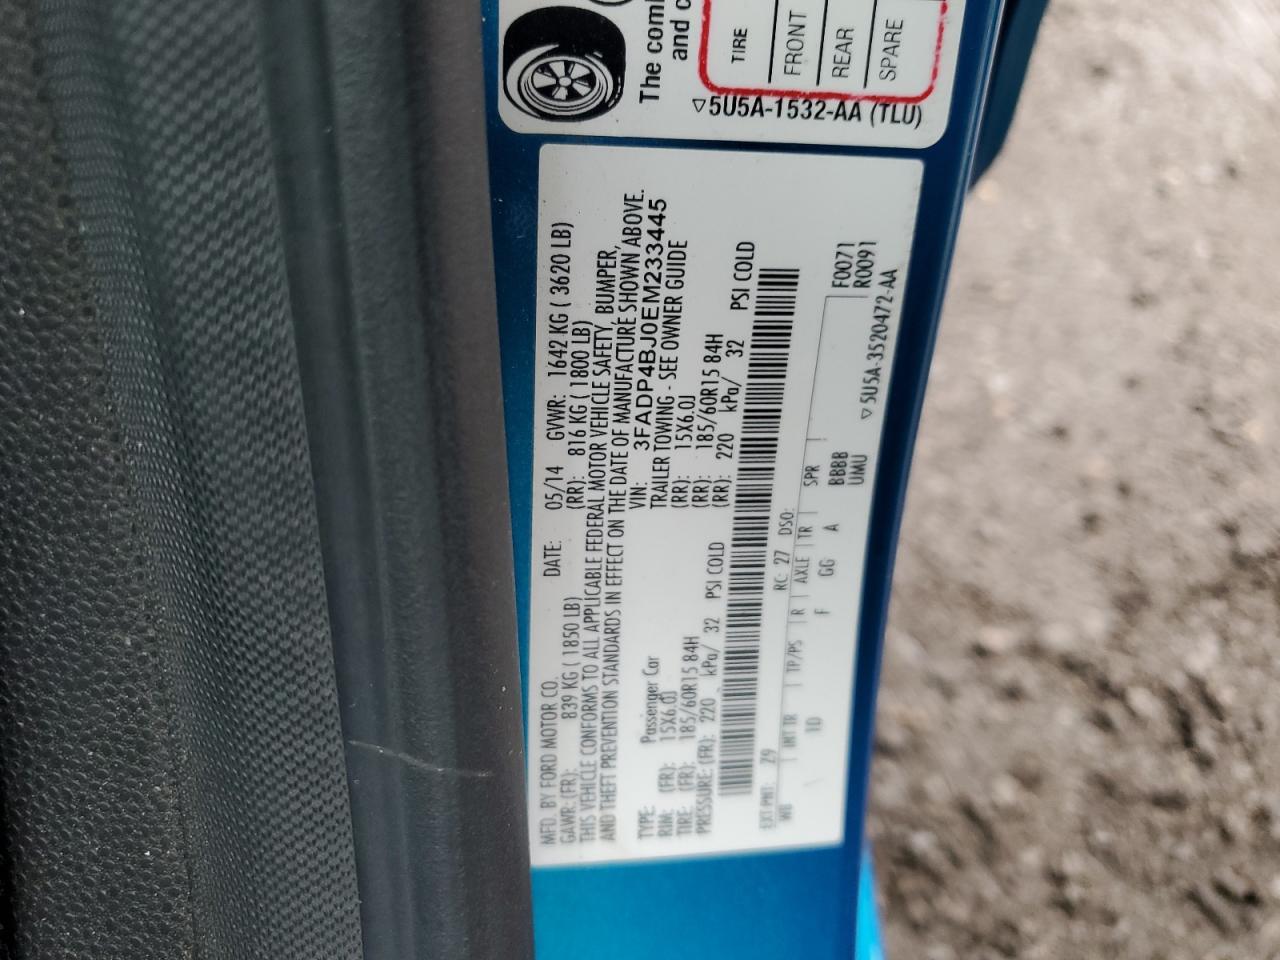 The com
and c
TIRE
FRONT
REAR
SPARE
▽5U5A-1532-AA (TLU)
MFD. BY FORD MOTOR CO. DATE: 05/14 GVWR: 1642 KG ( 3620 LB)
GAWR:(FR): 839 KG ( 1850 LB) (RR): 816 KG ( 1800 LB)
THIS VEHICLE CONFORMS TO ALL APPLICABLE FEDERAL MOTOR VEHICLE SAFETY, BUMPER,
AND THEFT PREVENTION STANDARDS IN EFFECT ON THE DATE OF MANUFACTURE SHOWN ABOVE.
VIN: 3FADP4BJ0EM233445
TYPE: Passenger Car TRAILER TOWING - SEE OWNER GUIDE
RIM: (FR): 15X6.0J (RR): 15X6.0J
TIRE: (FR): 185/60R15 84H (RR): 185/60R15 84H
PRESSURE:(FR): 220 kPa/ 32 PSI COLD (RR): 220 kPa/ 32 PSI COLD
EXT PNT: Z9 RC: 27 DSO:
WB INT TR TP/PS R AXLE TR SPR F0071
1D F GG A BBBB R0091
UMU
▽5U5A-3520472-AA